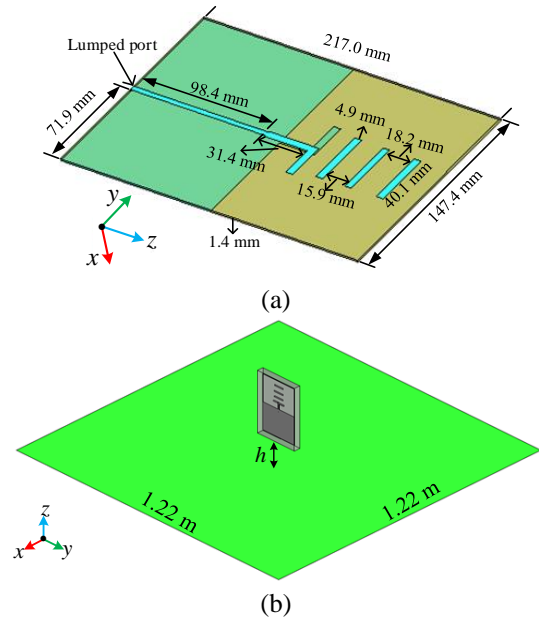 217.0 mm
Lumped port
98.4 mm
4.9 mm
18.2 mm
71.9 mm
31.4 mm
15.9 mm
40.1 mm
147.4 mm
1.4 mm
y
z
x
(a)
h
1.22 m
1.22 m
z
x
y
(b)